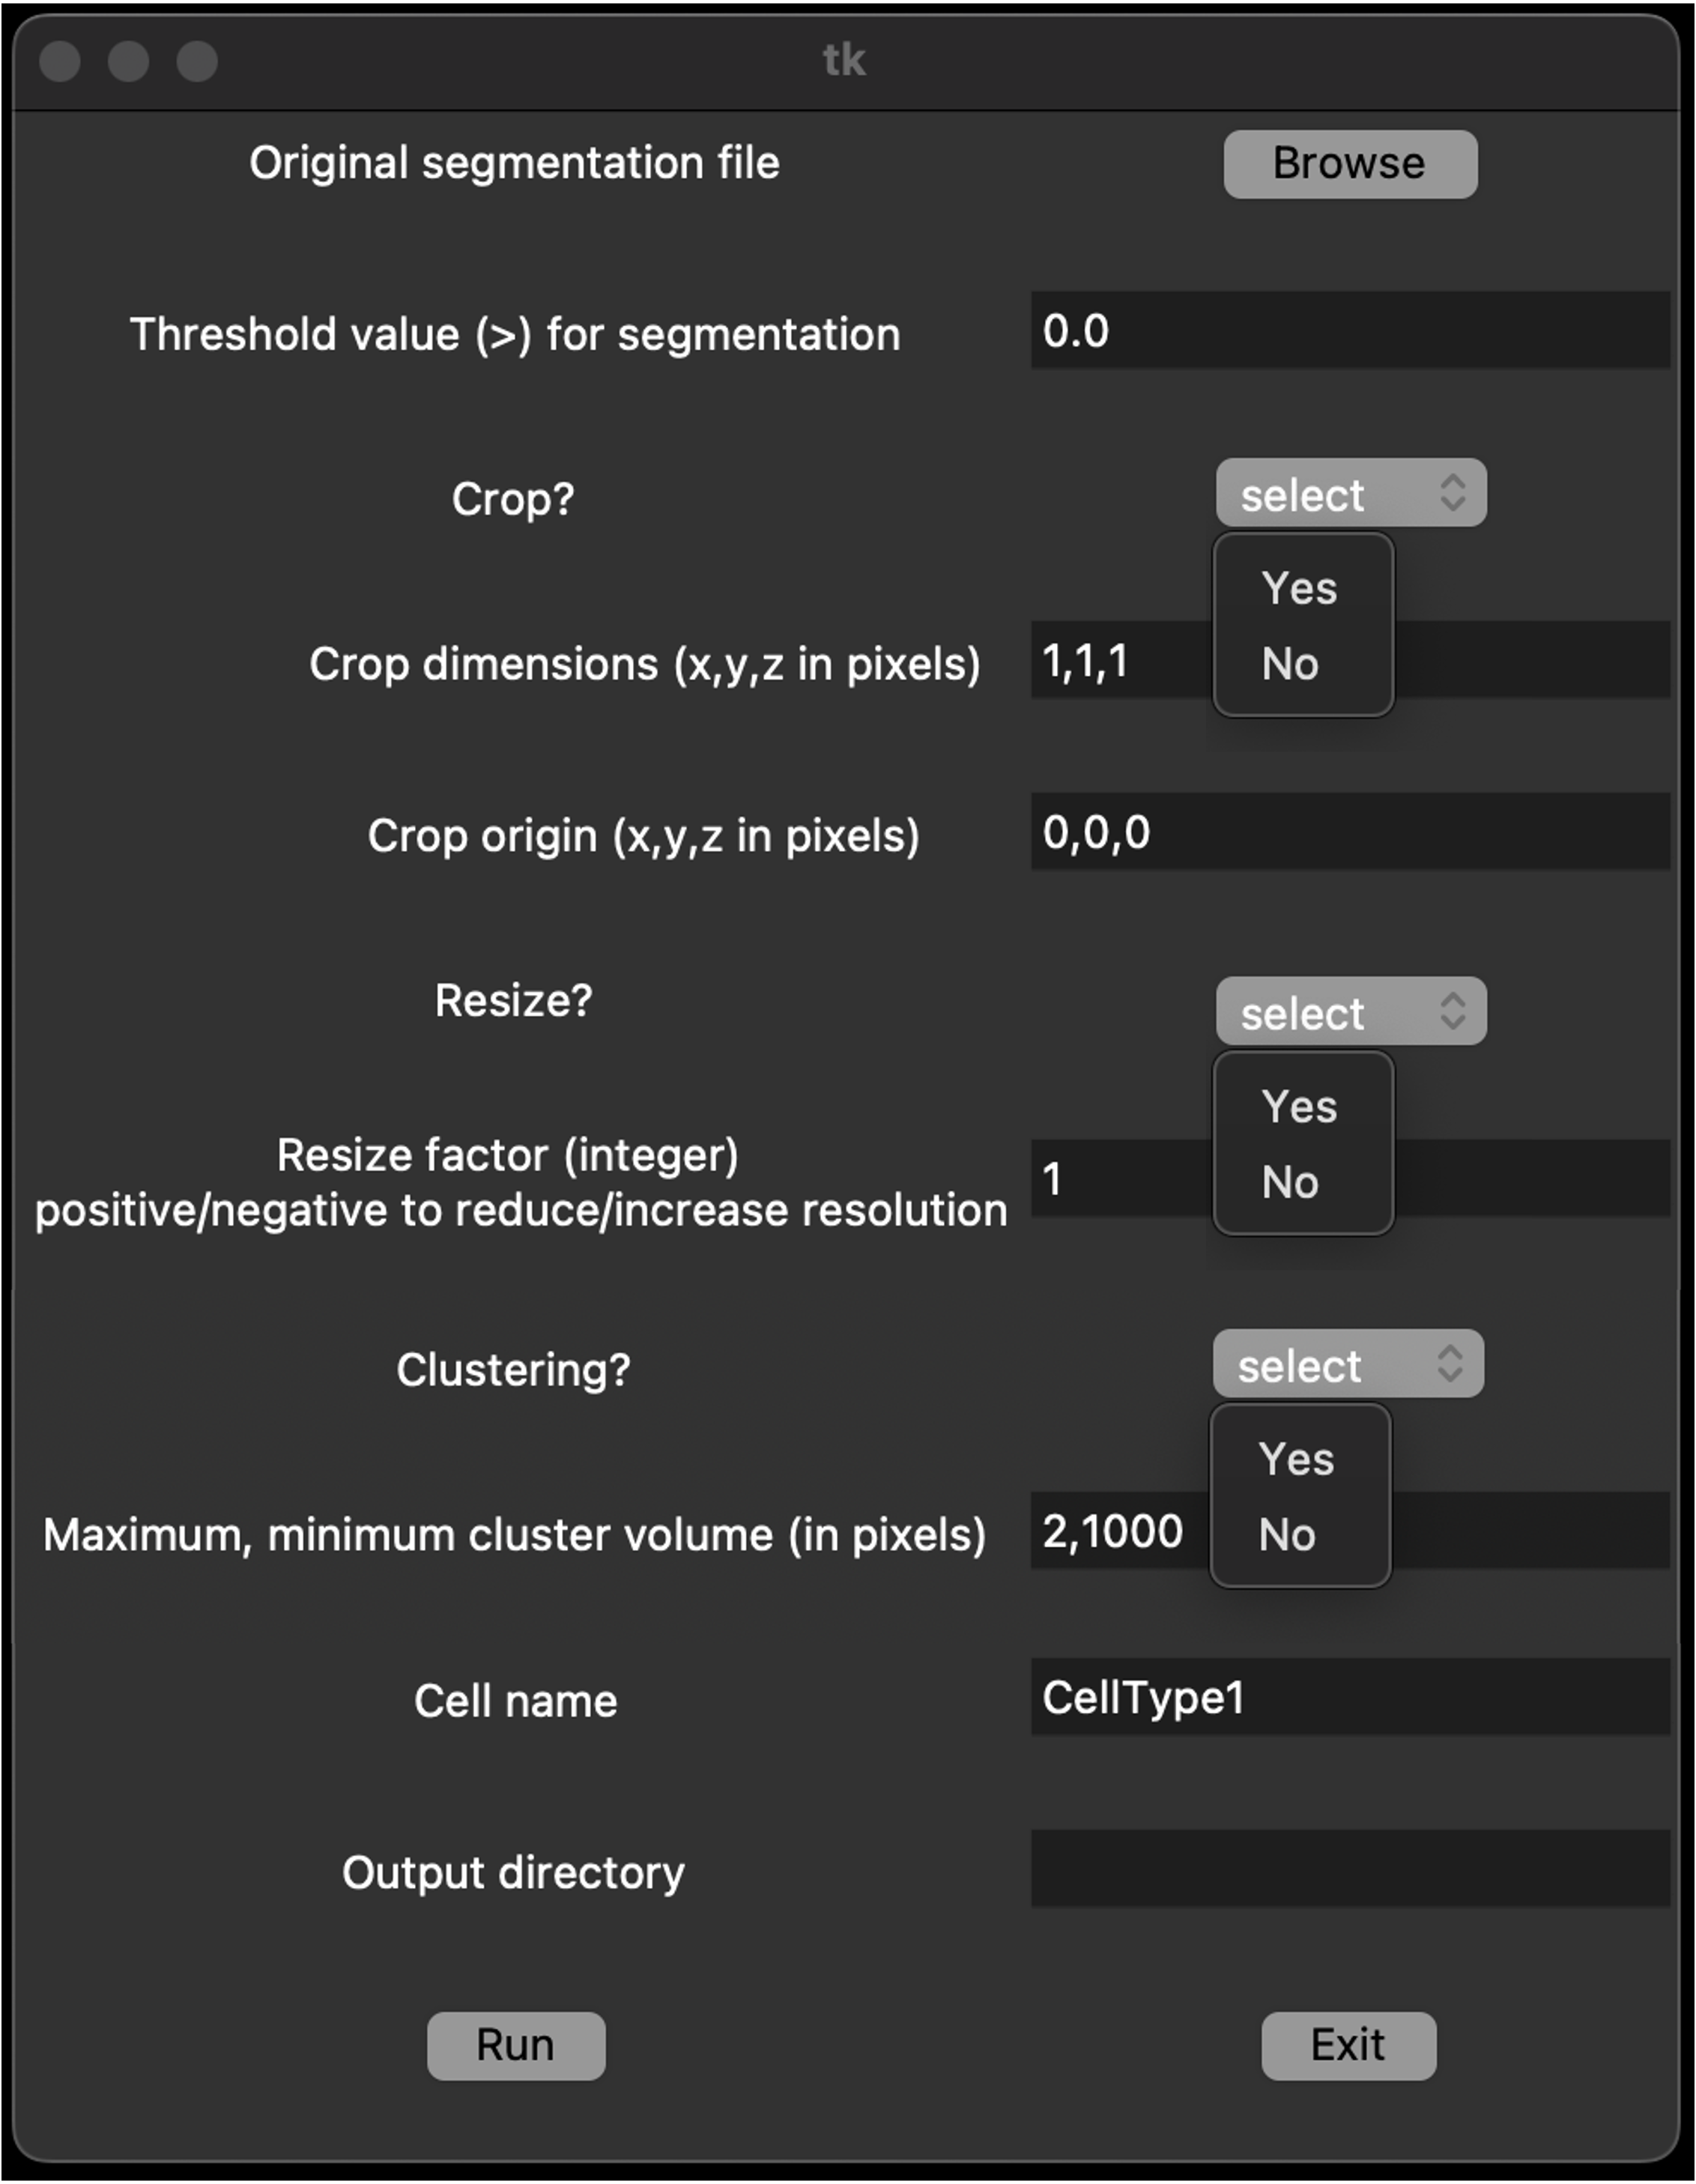 tk
Original segmentation file
Browse
Threshold value (>) for segmentation
0.0
Crop?
select
Yes
No
Crop dimensions (x,y,z in pixels)
1,1,1
Crop origin (x,y,z in pixels)
0,0,0
Resize?
select
Yes
No
Resize factor (integer)
positive/negative to reduce/increase resolution
1
Clustering?
select
Yes
No
Maximum, minimum cluster volume (in pixels)
2,1000
Cell name
CellType1
Output directory
Run
Exit